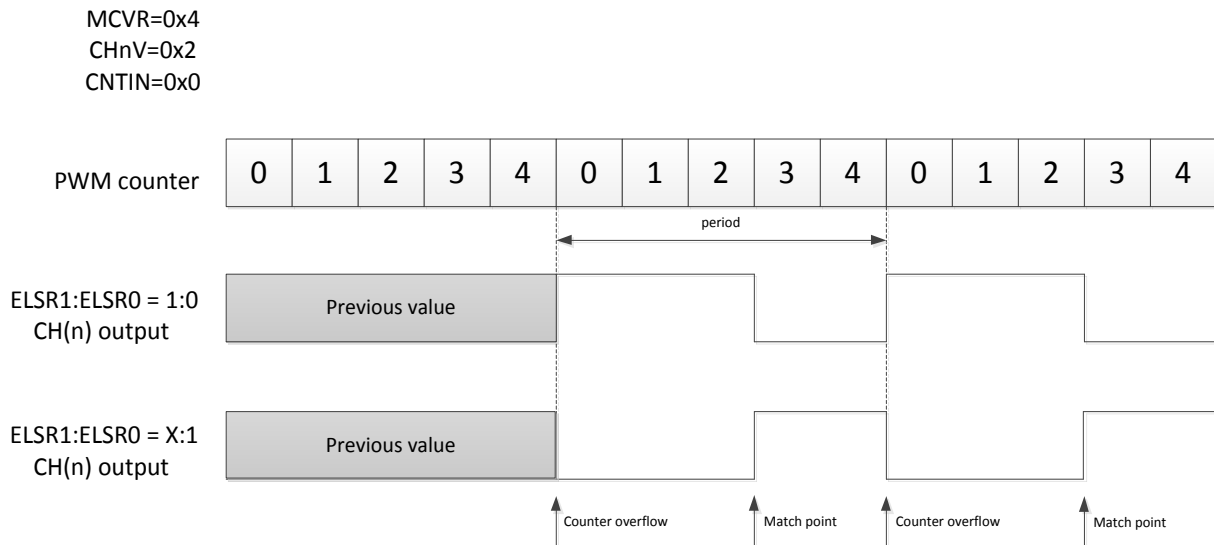 MCVR=0x4
CHnV=0x2
CNTIN=0x0
PWM counter 0 1 2 3 4 0 1 2 3 4 0 1 2 3 4
period
ELSR1:ELSR0 = 1:0
CH(n) output
Previous value
ELSR1:ELSR0 = X:1
CH(n) output
Previous value
Counter overflow Match point Counter overflow Match point